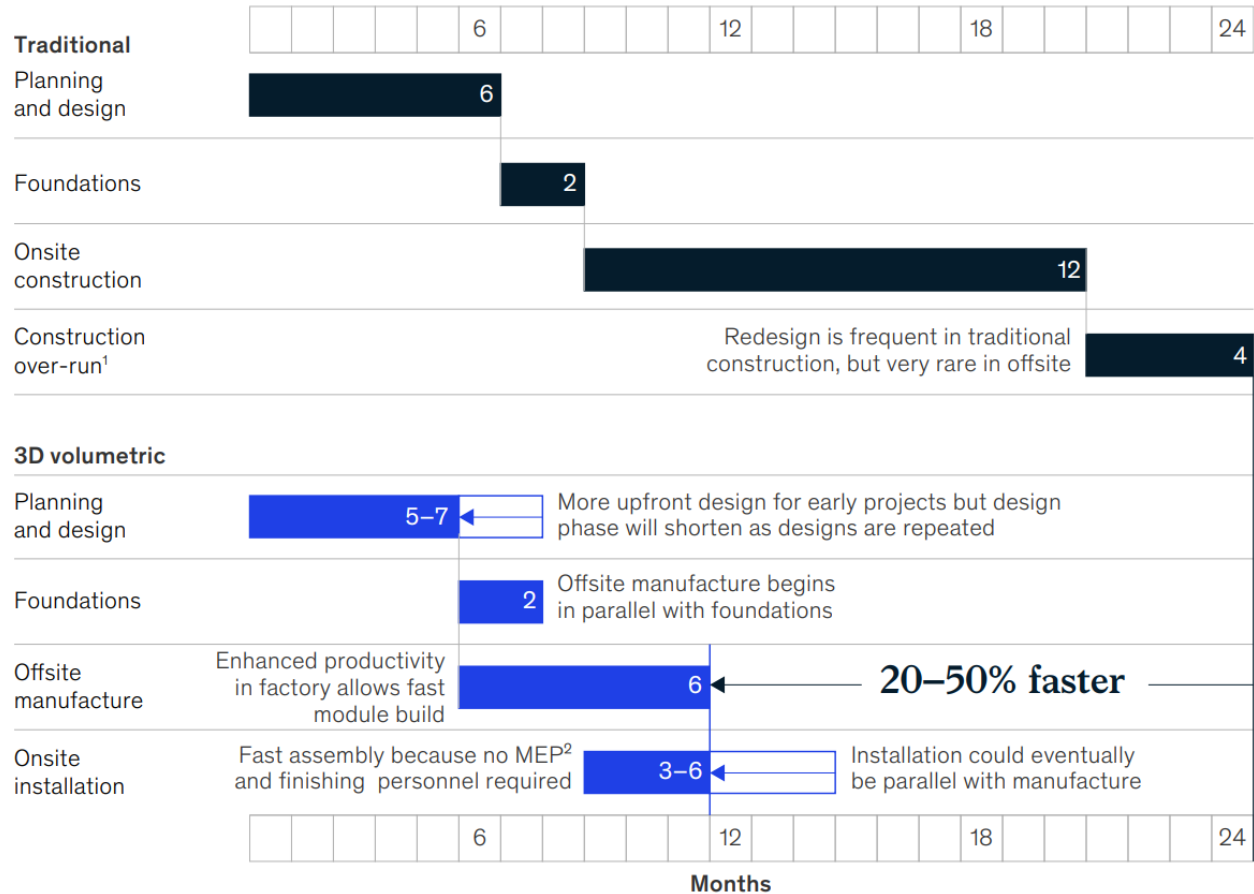 6 12 18 24
Traditional
Planning
and design
6
Foundations
2
Onsite
construction
12
Construction
over-run¹
Redesign is frequent in traditional
construction, but very rare in offsite
4
3D volumetric
Planning
and design
5–7
More upfront design for early projects but design
phase will shorten as designs are repeated
Foundations
2
Offsite manufacture begins
in parallel with foundations
Offsite
manufacture
Enhanced productivity
in factory allows fast
module build
6
20–50% faster
Onsite
installation
Fast assembly because no MEP²
and finishing personnel required
3–6
Installation could eventually
be parallel with manufacture
6 12 18 24
Months